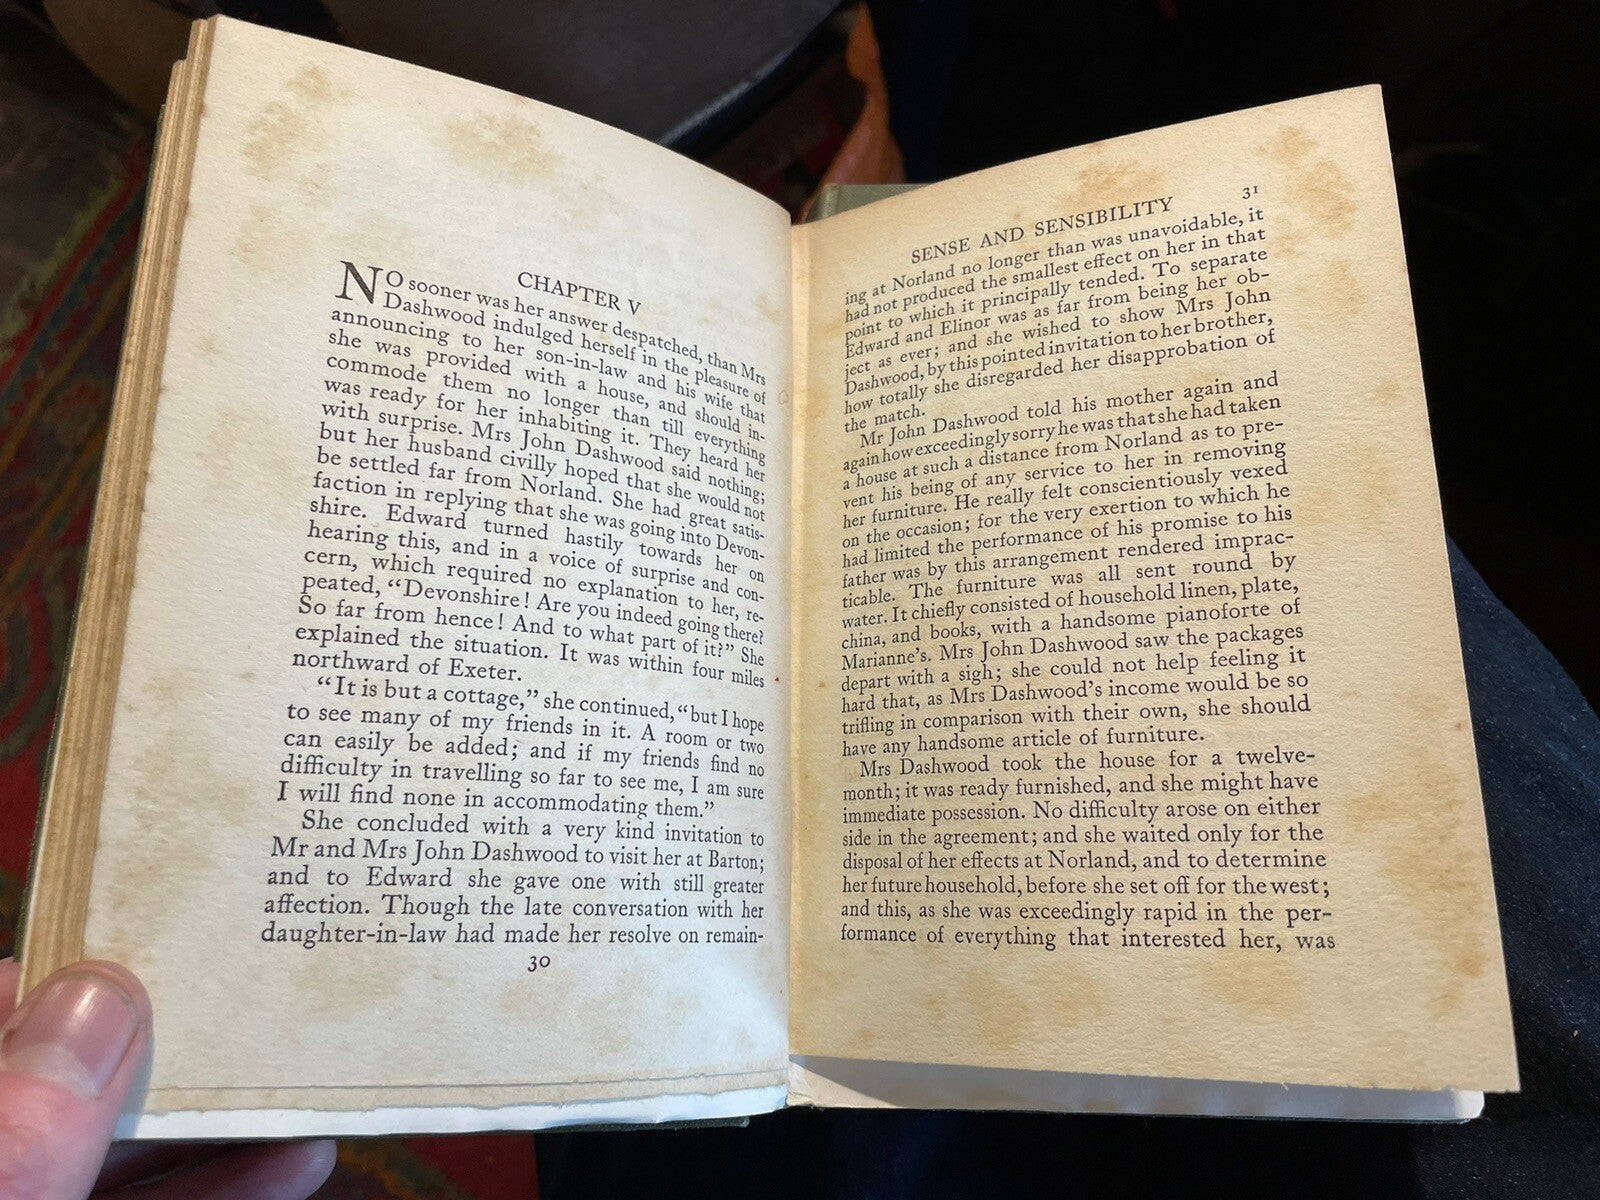 CHAPTER V
NO sooner was her answer despatched, than Mrs
Dashwood indulged herself in the pleasure of
announcing to her son-in-law and his wife that
she was provided with a house, and should in-
commode them no longer than till everything
was ready for her inhabiting it. They heard her
with surprise. Mrs John Dashwood said nothing;
but her husband civilly hoped that she would not
be settled far from Norland. She had great satis-
faction in replying that she was going into Devon-
shire. Edward turned hastily towards her on
hearing this, and in a voice of surprise and con-
cern, which required no explanation to her, re-
peated, “Devonshire! Are you indeed going there?
So far from hence! And to what part of it?” She
explained the situation. It was within four miles
northward of Exeter.
“It is but a cottage,” she continued, “but I hope
to see many of my friends in it. A room or two
can easily be added; and if my friends find no
difficulty in travelling so far to see me, I am sure
I will find none in accommodating them.”
She concluded with a very kind invitation to
Mr and Mrs John Dashwood to visit her at Barton;
and to Edward she gave one with still greater
affection. Though the late conversation with her
daughter-in-law had made her resolve on remain-
30
SENSE AND SENSIBILITY 31
ing at Norland no longer than was unavoidable, it
had not produced the smallest effect on her in that
point to which it principally tended. To separate
Edward and Elinor was as far from being her ob-
ject as ever; and she wished to show Mrs John
Dashwood, by this pointed invitation to her brother,
how totally she disregarded her disapprobation of
the match.
Mr John Dashwood told his mother again and
again how exceedingly sorry he was that she had taken
a house at such a distance from Norland as to pre-
vent his being of any service to her in removing
her furniture. He really felt conscientiously vexed
on the occasion; for the very exertion to which he
had limited the performance of his promise to his
father was by this arrangement rendered imprac-
ticable. The furniture was all sent round by
water. It chiefly consisted of household linen, plate,
china, and books, with a handsome pianoforte of
Marianne's. Mrs John Dashwood saw the packages
depart with a sigh; she could not help feeling it
hard that, as Mrs Dashwood's income would be so
trifling in comparison with their own, she should
have any handsome article of furniture.
Mrs Dashwood took the house for a twelve-
month; it was ready furnished, and she might have
immediate possession. No difficulty arose on either
side in the agreement; and she waited only for the
disposal of her effects at Norland, and to determine
her future household, before she set off for the west;
and this, as she was exceedingly rapid in the per-
formance of everything that interested her, was